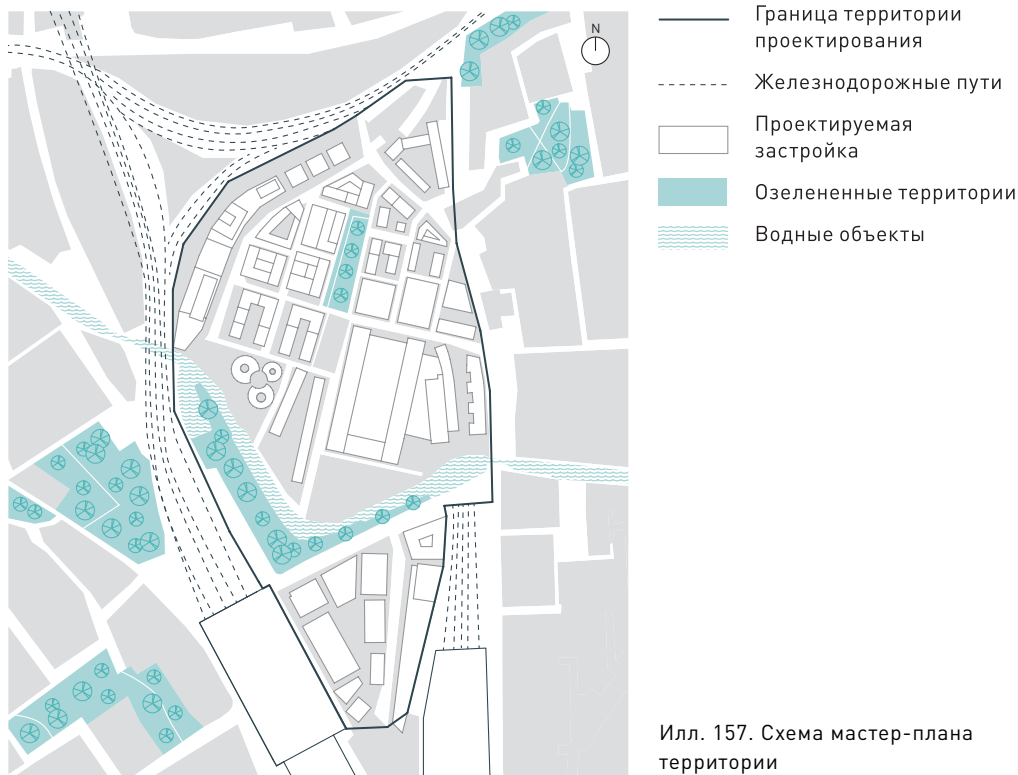 N
Граница территории
проектирования
Железнодорожные пути
Проектируемая
застройка
Озелененные территории
Водные объекты
Илл. 157. Схема мастер-плана
территории